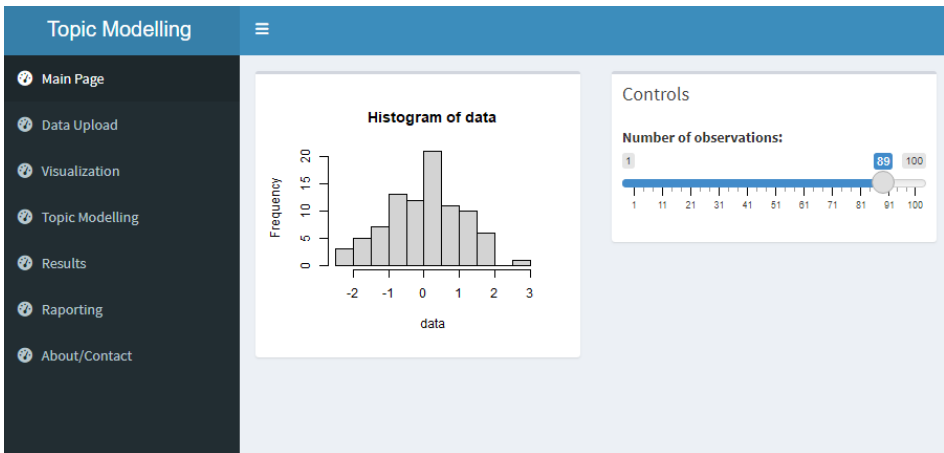 Topic Modelling
Main Page
Data Upload
Visualization
Topic Modelling
Results
Raporting
About/Contact
Histogram of data
Frequency
20
15
10
5
0
-2 -1 0 1 2 3
data
Controls
Number of observations:
1 89 100
1 11 21 31 41 51 61 71 81 91 100